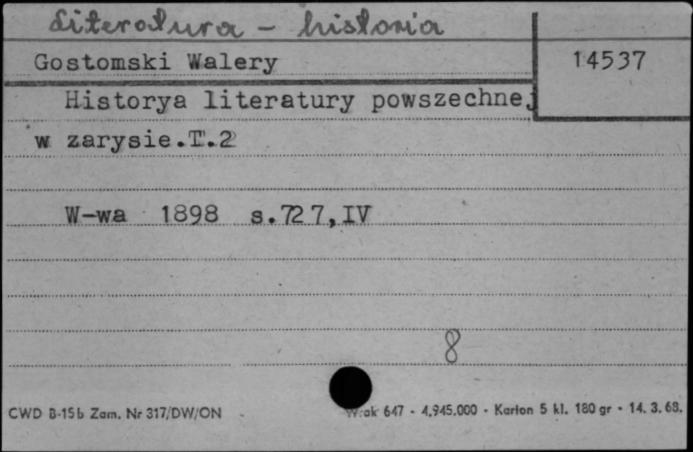 Literatura - historia
Gostomski Walery
14537
Historya literatury powszechnej
w zarysie.T.2
W-wa 1898 s.727,IV
8
CWD B-15b Zam. Nr 317/DW/ON - 647 - 4,945.000 - Karton 5 kl. 180 gr - 14. 3. 68.